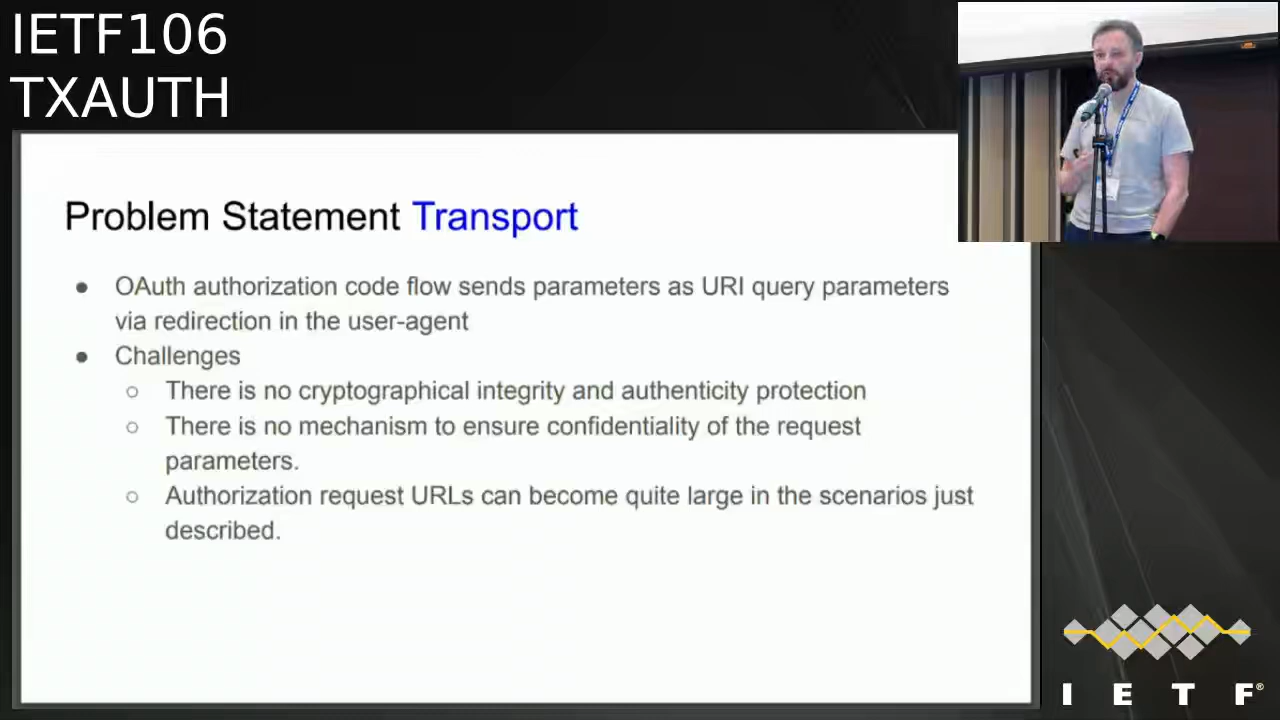 IETF106
TXAUTH
Problem Statement Transport
● OAuth authorization code flow sends parameters as URI query parameters
via redirection in the user-agent
● Challenges
○ There is no cryptographical integrity and authenticity protection
○ There is no mechanism to ensure confidentiality of the request
parameters.
○ Authorization request URLs can become quite large in the scenarios just
described.
I E T F®